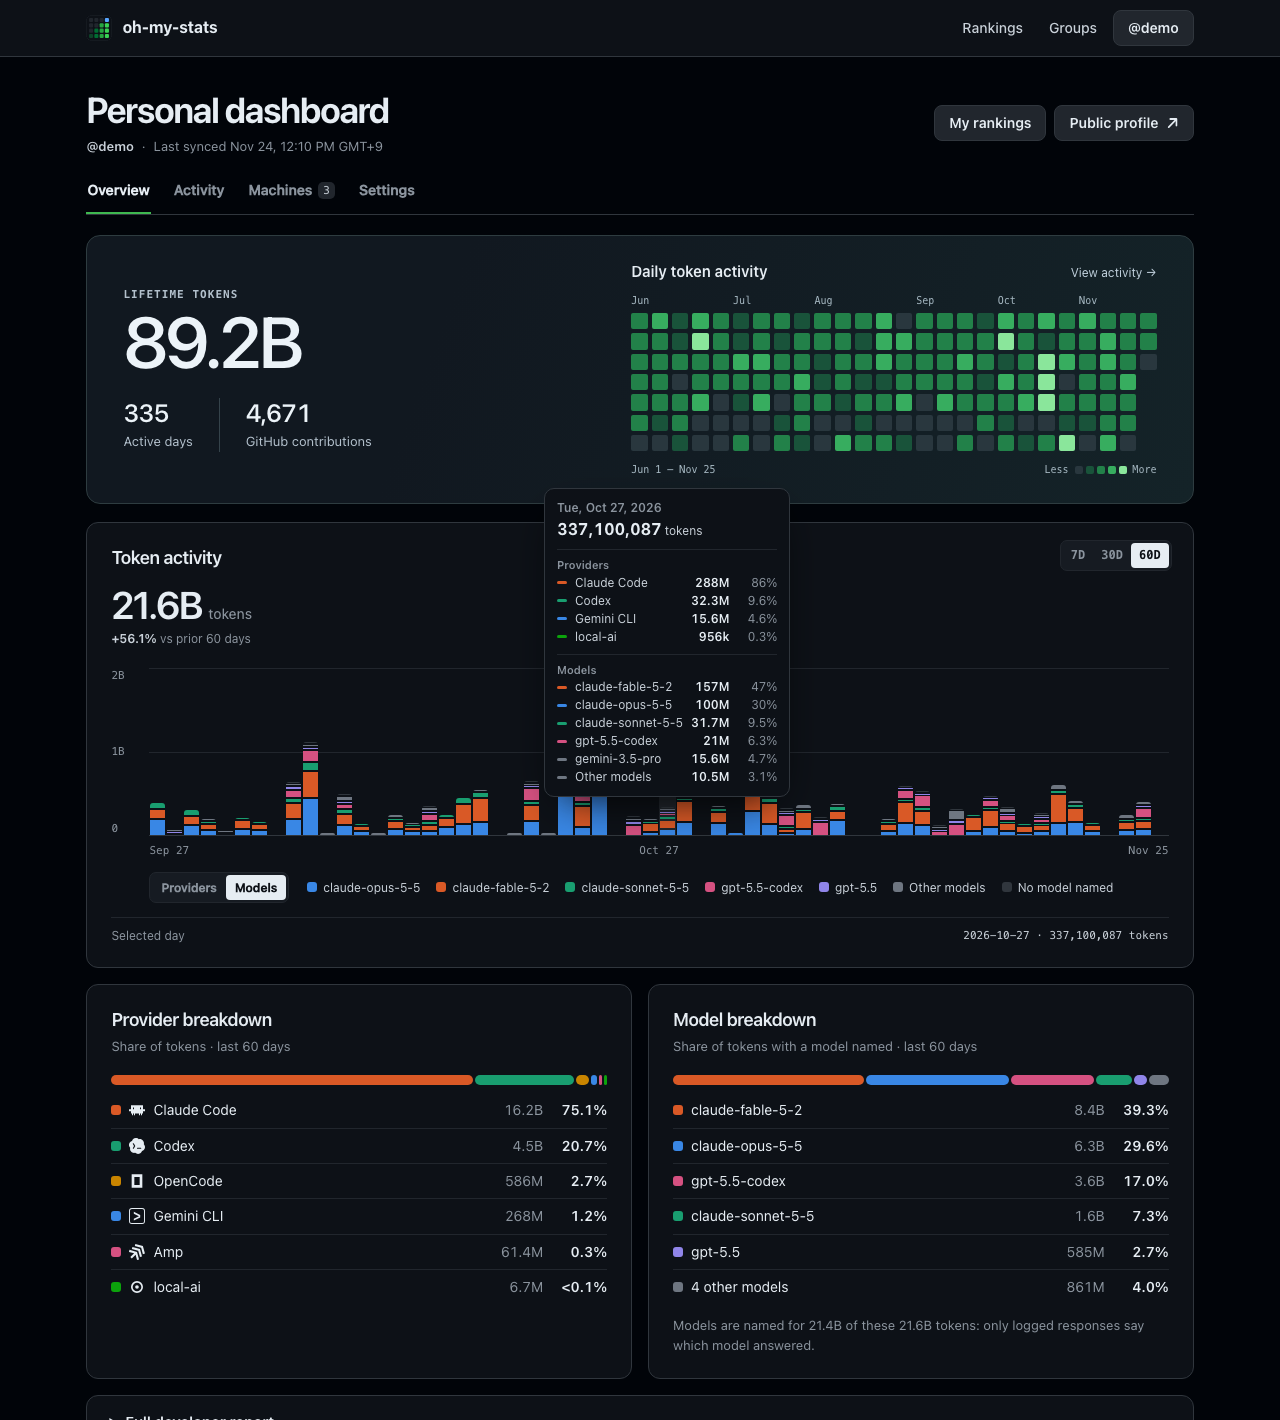 oh-my-stats
Rankings
Groups
@demo
Personal dashboard
@demo · Last synced Nov 24, 12:10 PM GMT+9
My rankings
Public profile ↗
Overview
Activity
Machines 3
Settings
LIFETIME TOKENS
89.2B
335
Active days
4,671
GitHub contributions
Daily token activity
View activity →
Jun Jul Aug Sep Oct Nov
Jun 1 – Nov 25
Less More
Token activity
7D 30D 60D
21.6B tokens
+56.1% vs prior 60 days
Tue, Oct 27, 2026
337,100,087 tokens
Providers
Claude Code 288M 86%
Codex 32.3M 9.6%
Gemini CLI 15.6M 4.6%
local-ai 956k 0.3%
Models
claude-fable-5-2 157M 47%
claude-opus-5-5 100M 30%
claude-sonnet-5-5 31.7M 9.5%
gpt-5.5-codex 21M 6.3%
gemini-3.5-pro 15.6M 4.7%
Other models 10.5M 3.1%
2B
1B
0
Sep 27 Oct 27 Nov 25
Providers Models
claude-opus-5-5 claude-fable-5-2 claude-sonnet-5-5 gpt-5.5-codex gpt-5.5 Other models No model named
Selected day
2026-10-27 · 337,100,087 tokens
Provider breakdown
Share of tokens · last 60 days
Claude Code 16.2B 75.1%
Codex 4.5B 20.7%
OpenCode 586M 2.7%
Gemini CLI 268M 1.2%
Amp 61.4M 0.3%
local-ai 6.7M <0.1%
Model breakdown
Share of tokens with a model named · last 60 days
claude-fable-5-2 8.4B 39.3%
claude-opus-5-5 6.3B 29.6%
gpt-5.5-codex 3.6B 17.0%
claude-sonnet-5-5 1.6B 7.3%
gpt-5.5 585M 2.7%
4 other models 861M 4.0%
Models are named for 21.4B of these 21.6B tokens: only logged responses say
which model answered.
Full developer report